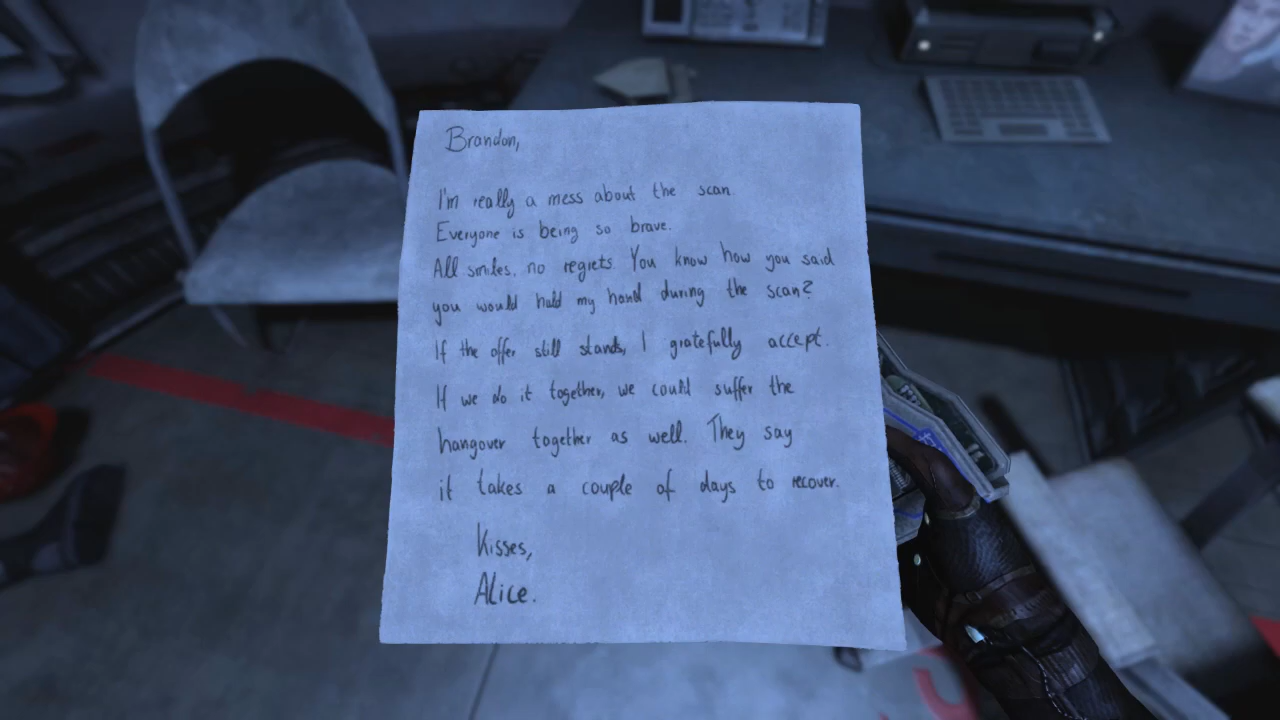 Brandon,
I'm really a mess about the scan
Everyone is being so brave.
All smiles, no regrets. You know how you said
you would hold my hand during the scan?
If the offer still stands, I gratefully accept.
If we do it together, we could suffer the
hangover together as well. They say
it takes a couple of days to recover.
Kisses,
Alice.